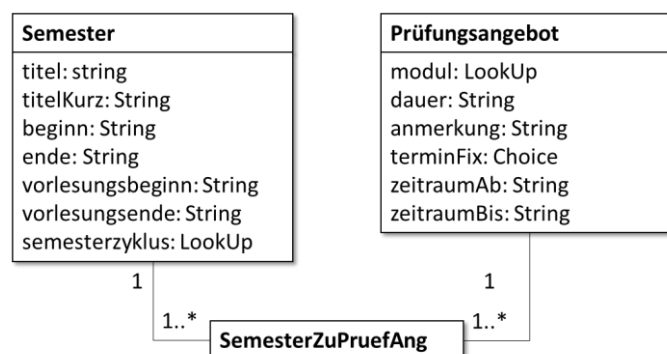 Semester
titel: string
titelKurz: String
beginn: String
ende: String
vorlesungsbeginn: String
vorlesungsende: String
semesterzyklus: LookUp
Prüfungsangebot
modul: LookUp
dauer: String
anmerkung: String
terminFix: Choice
zeitraumAb: String
zeitraumBis: String
1
1
1..*
1..*
SemesterZuPruefAng